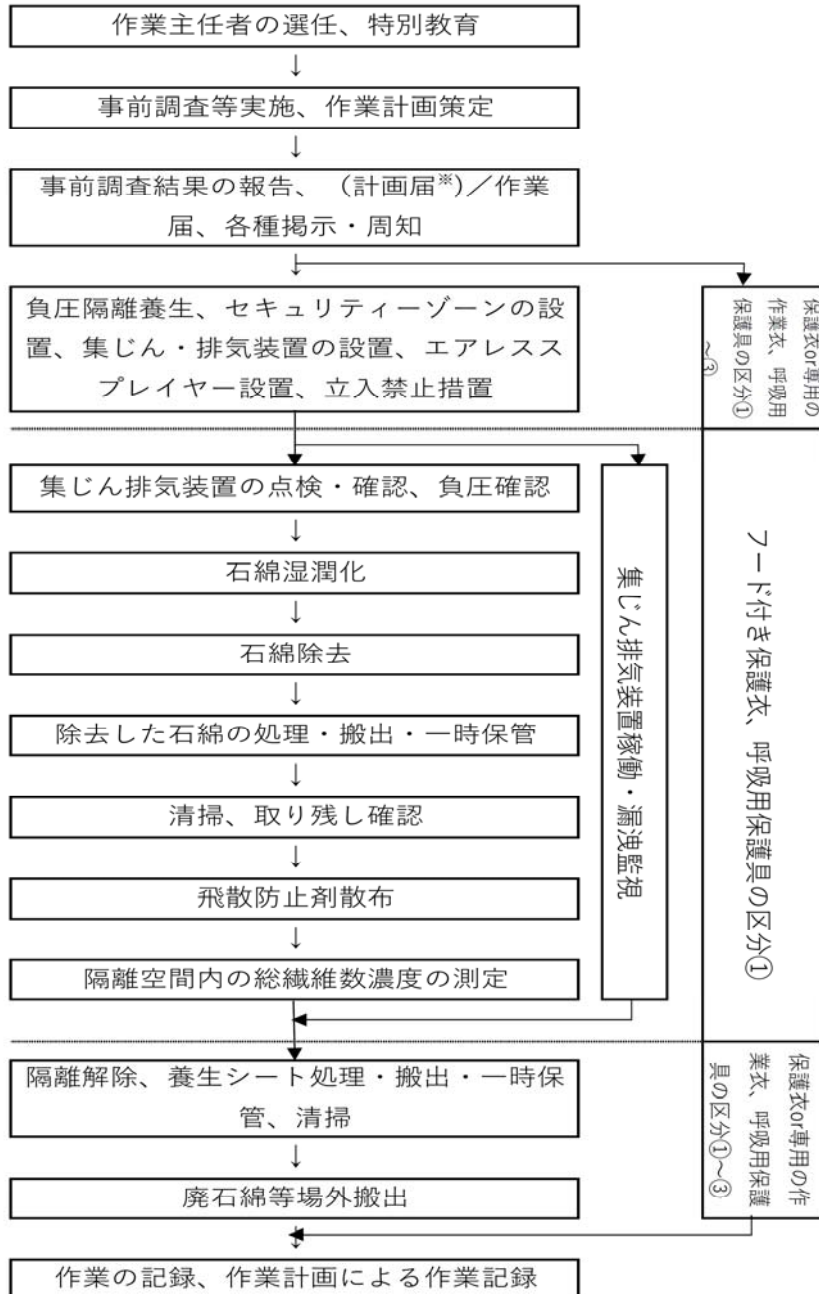 作業主任者の選任、特別教育
↓
事前調査等実施、作業計画策定
↓
事前調査結果の報告、（計画届※）／作業
届、各種掲示・周知
↓
負圧隔離養生、セキュリティーゾーンの設
置、集じん・排気装置の設置、エアレスス
プレイヤー設置、立入禁止措置
保護衣or専用の
作業衣、呼吸用
保護具の区分①
～③
集じん排気装置の点検・確認、負圧確認
↓
石綿湿潤化
↓
石綿除去
↓
除去した石綿の処理・搬出・一時保管
↓
清掃、取り残し確認
↓
飛散防止剤散布
↓
隔離空間内の総繊維数濃度の測定
集じん排気装置稼働・漏洩監視
フード付き保護衣、呼吸用保護具の区分①
隔離解除、養生シート処理・搬出・一時保
管、清掃
↓
廃石綿等場外搬出
↓
保護衣or専用の作
業衣、呼吸用保護
具の区分①～③
作業の記録、作業計画による作業記録